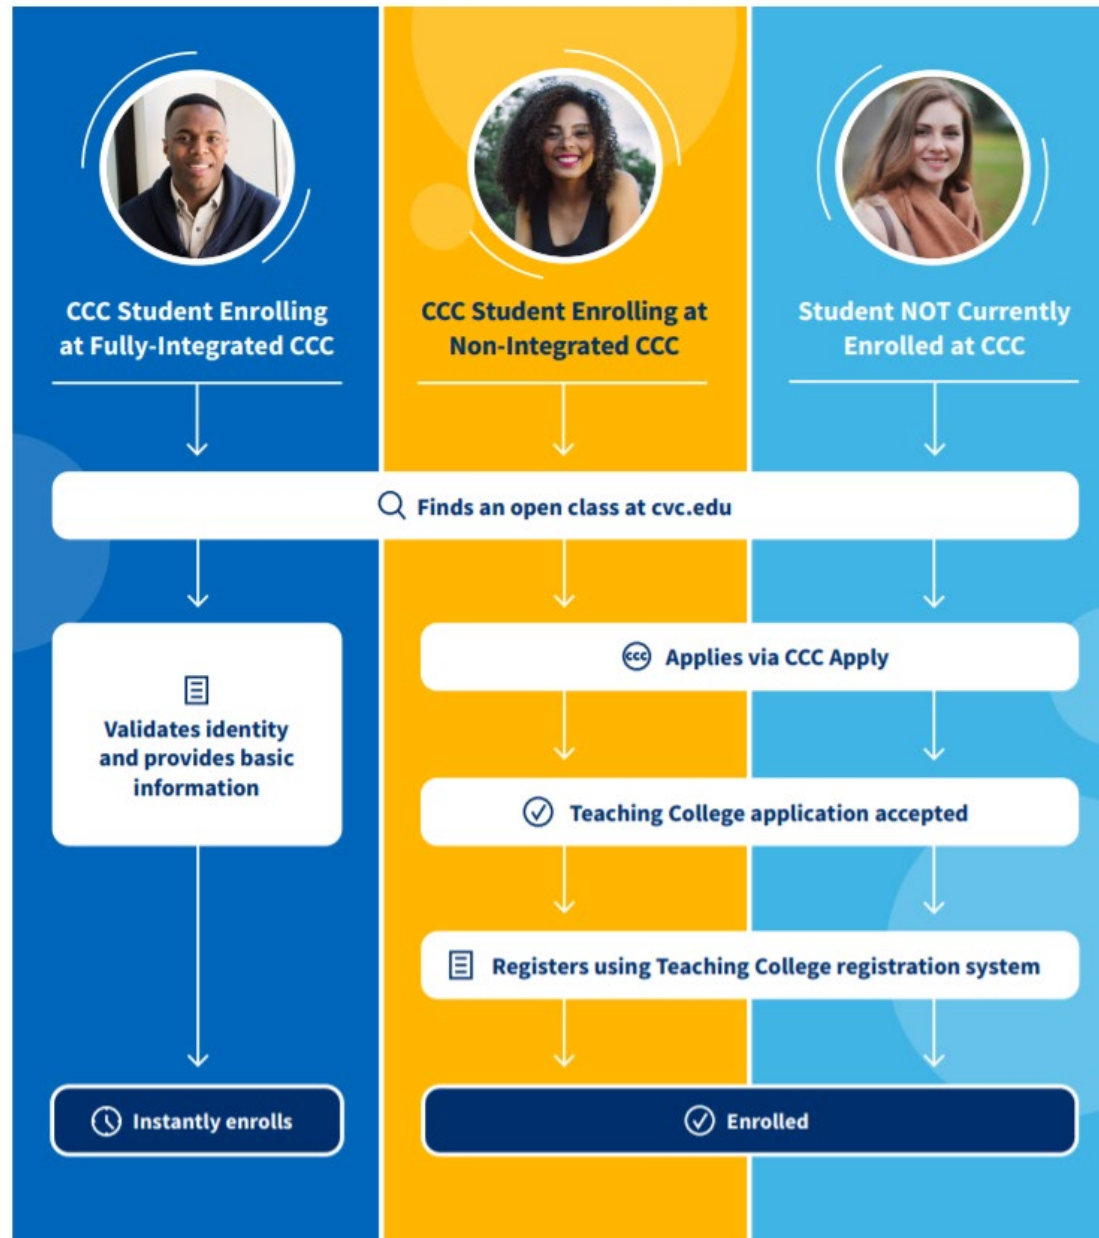 CCC Student Enrolling
at Fully-Integrated CCC
CCC Student Enrolling at
Non-Integrated CCC
Student NOT Currently
Enrolled at CCC
Finds an open class at cvc.edu
Validates identity
and provides basic
information
CCC Applies via CCC Apply
Teaching College application accepted
Registers using Teaching College registration system
Instantly enrolls
Enrolled